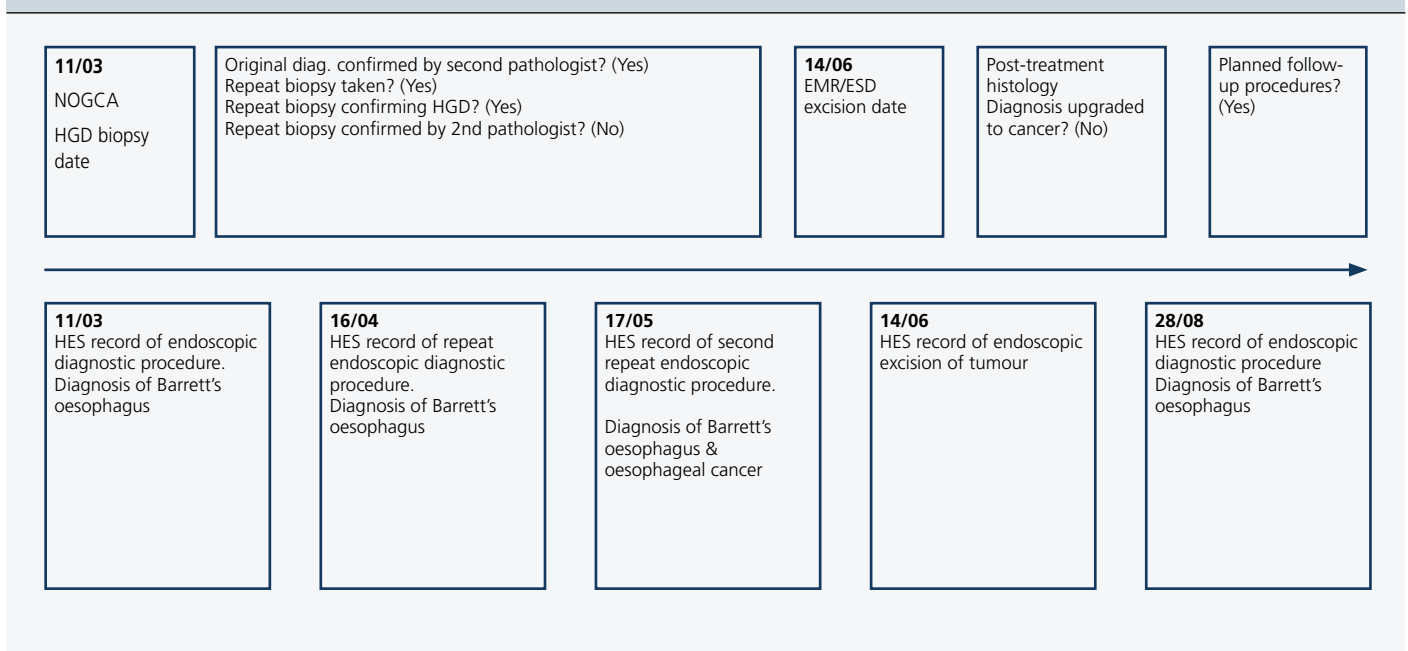 11/03
NOGCA
HGD biopsy
date
Original diag. confirmed by second pathologist? (Yes)
Repeat biopsy taken? (Yes)
Repeat biopsy confirming HGD? (Yes)
Repeat biopsy confirmed by 2nd pathologist? (No)
14/06
EMR/ESD
excision date
Post-treatment
histology
Diagnosis upgraded
to cancer? (No)
Planned follow-
up procedures?
(Yes)
11/03
HES record of endoscopic
diagnostic procedure.
Diagnosis of Barrett’s
oesophagus
16/04
HES record of repeat
endoscopic diagnostic
procedure.
Diagnosis of Barrett’s
oesophagus
17/05
HES record of second
repeat endoscopic
diagnostic procedure.
Diagnosis of Barrett’s
oesophagus &
oesophageal cancer
14/06
HES record of endoscopic
excision of tumour
28/08
HES record of endoscopic
diagnostic procedure
Diagnosis of Barrett’s
oesophagus